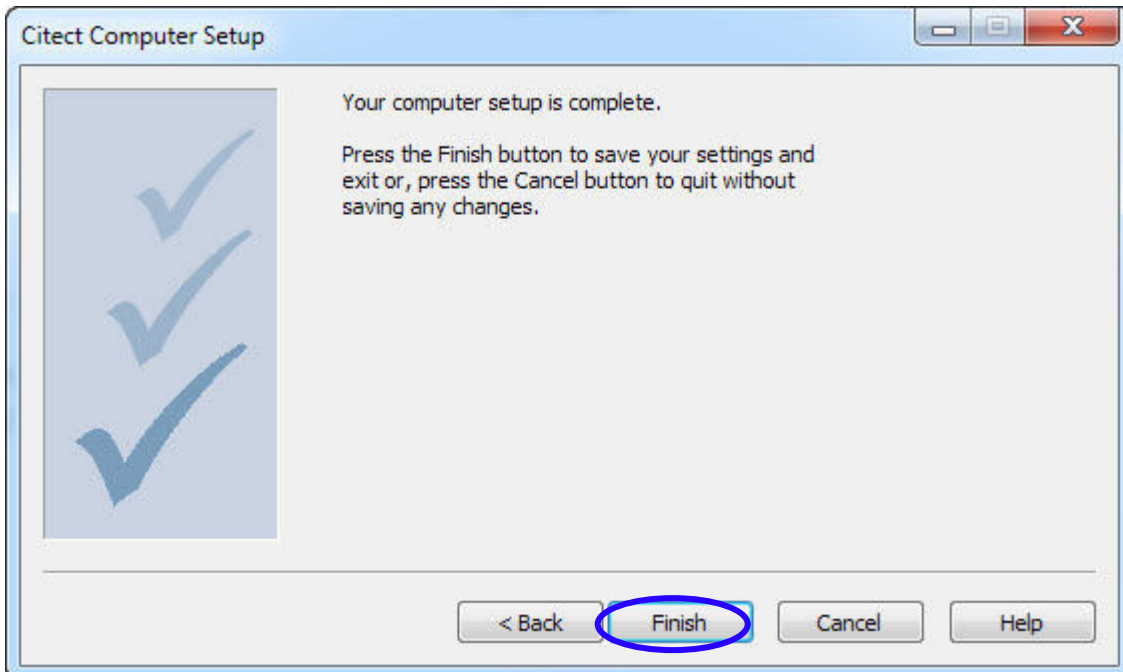 Citect Computer Setup
Your computer setup is complete.
Press the Finish button to save your settings and
exit or, press the Cancel button to quit without
saving any changes.
< Back
Finish
Cancel
Help